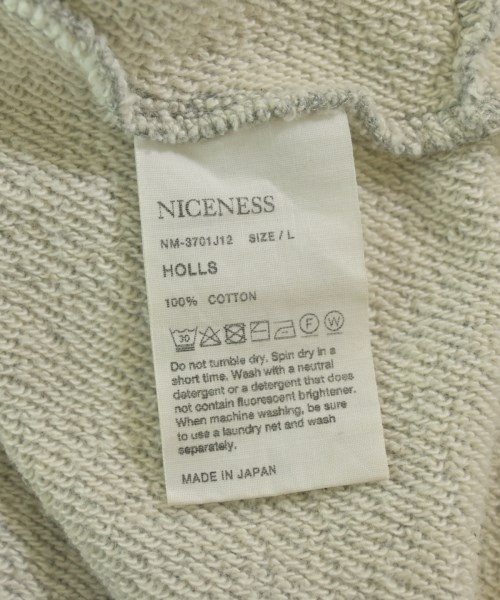 NICENESS
NM-3701J12 SIZE / L
HOLLS
100% COTTON
30 F W
Do not tumble dry. Spin dry in a
short time. Wash with a neutral
detergent or a detergent that does
not contain fluorescent brightener.
When machine washing, be sure
to use a laundry net and wash
separately.
MADE IN JAPAN